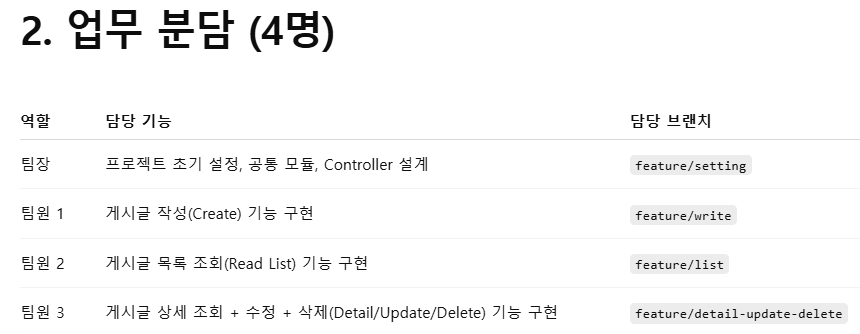 2. 업무 분담 (4명)
역할 담당 기능 담당 브랜치
팀장 프로젝트 초기 설정, 공통 모듈, Controller 설계 feature/setting
팀원 1 게시글 작성(Create) 기능 구현 feature/write
팀원 2 게시글 목록 조회(Read List) 기능 구현 feature/list
팀원 3 게시글 상세 조회 + 수정 + 삭제(Detail/Update/Delete) 기능 구현 feature/detail-update-delete